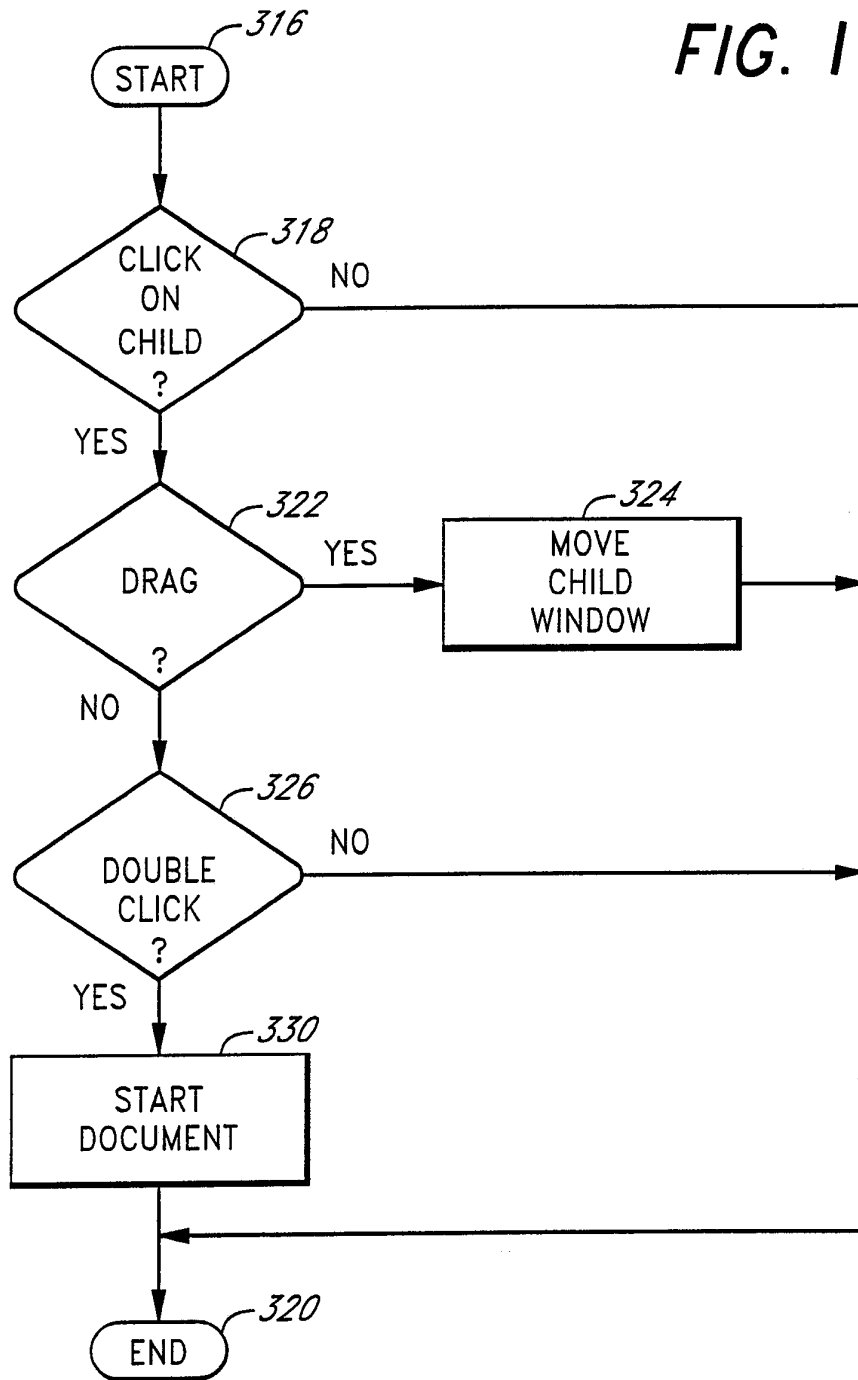 316
FIG. 1
START
318
CLICK
ON
CHILD
?
NO
YES
322
DRAG
?
YES
324
MOVE
CHILD
WINDOW
NO
326
DOUBLE
CLICK
?
NO
YES
330
START
DOCUMENT
320
END